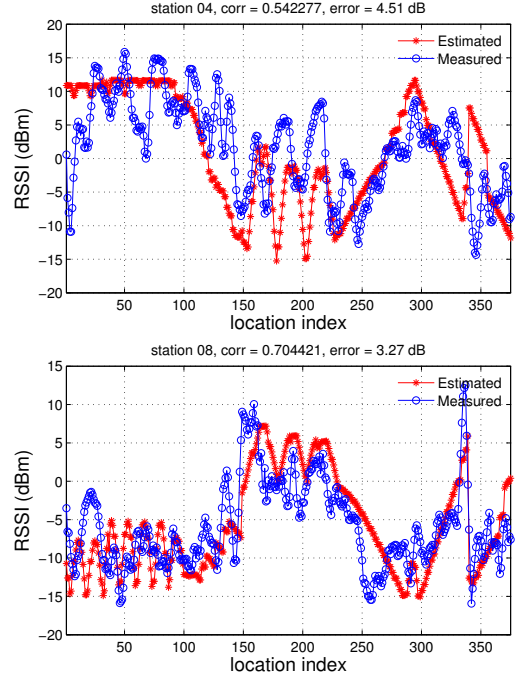 station 04, corr = 0.542277, error = 4.51 dB
20
15
10
5
0
−5
−10
−15
−20
RSSI (dBm)
Estimated
Measured
50 100 150 200 250 300 350
location index
station 08, corr = 0.704421, error = 3.27 dB
15
10
5
0
−5
−10
−15
−20
RSSI (dBm)
Estimated
Measured
50 100 150 200 250 300 350
location index